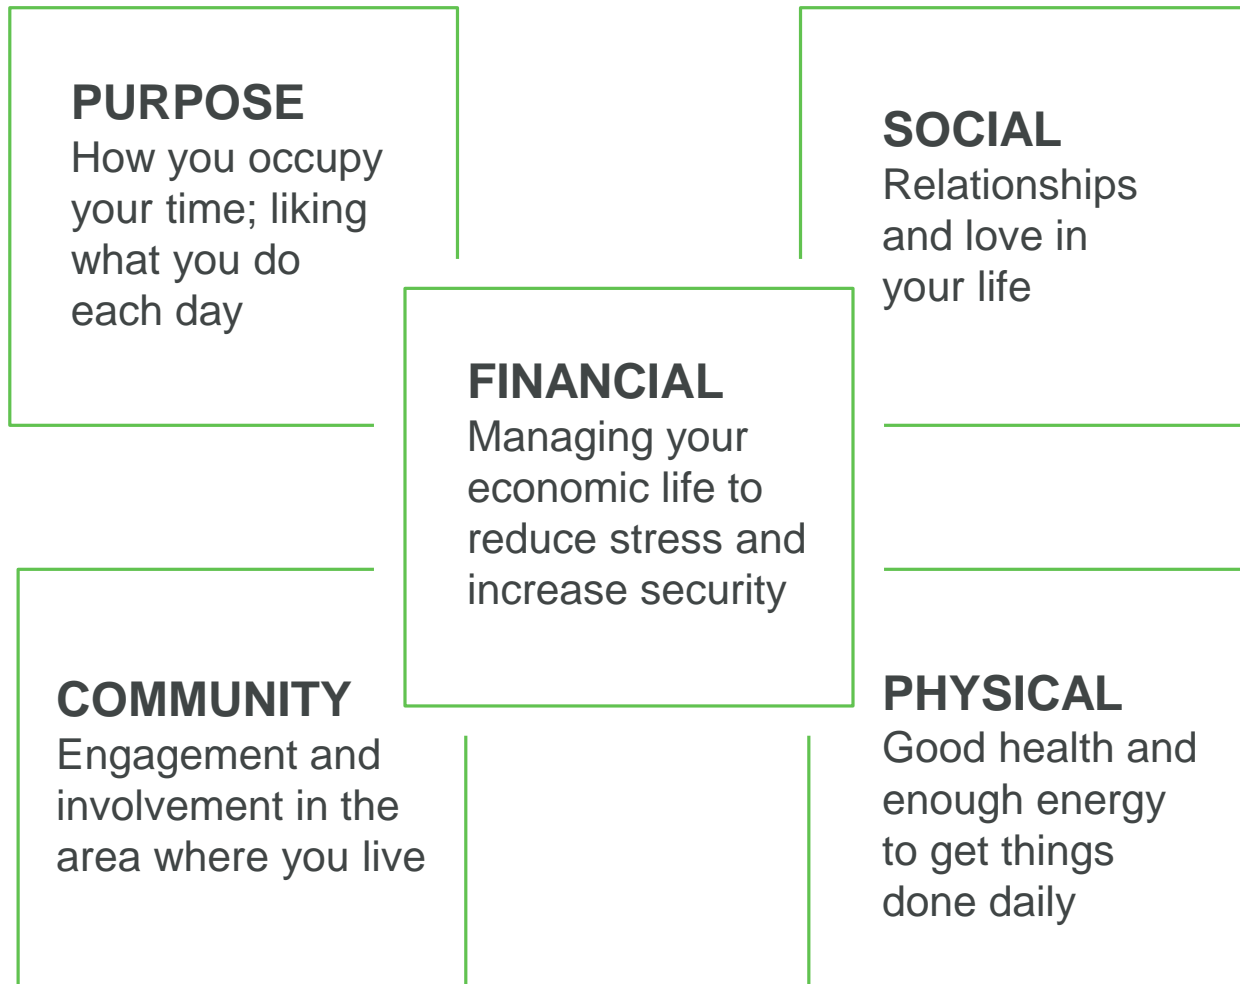 PURPOSE
How you occupy
your time; liking
what you do
each day
SOCIAL
Relationships
and love in
your life
FINANCIAL
Managing your
economic life to
reduce stress and
increase security
COMMUNITY
Engagement and
involvement in the
area where you live
PHYSICAL
Good health and
enough energy
to get things
done daily